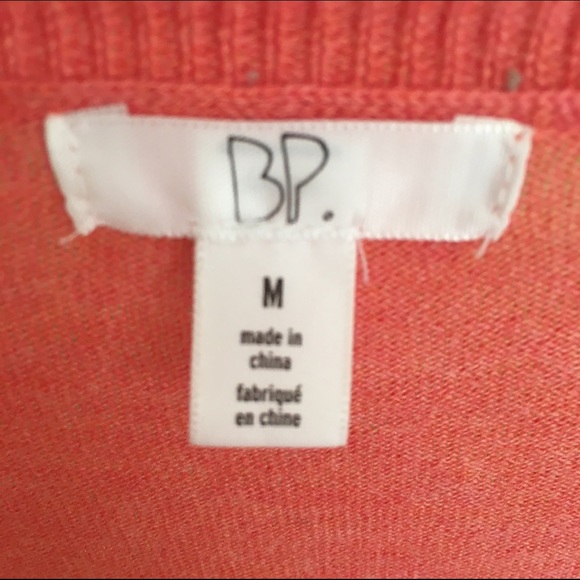 BP.
M
made in
china
fabriqué
en chine